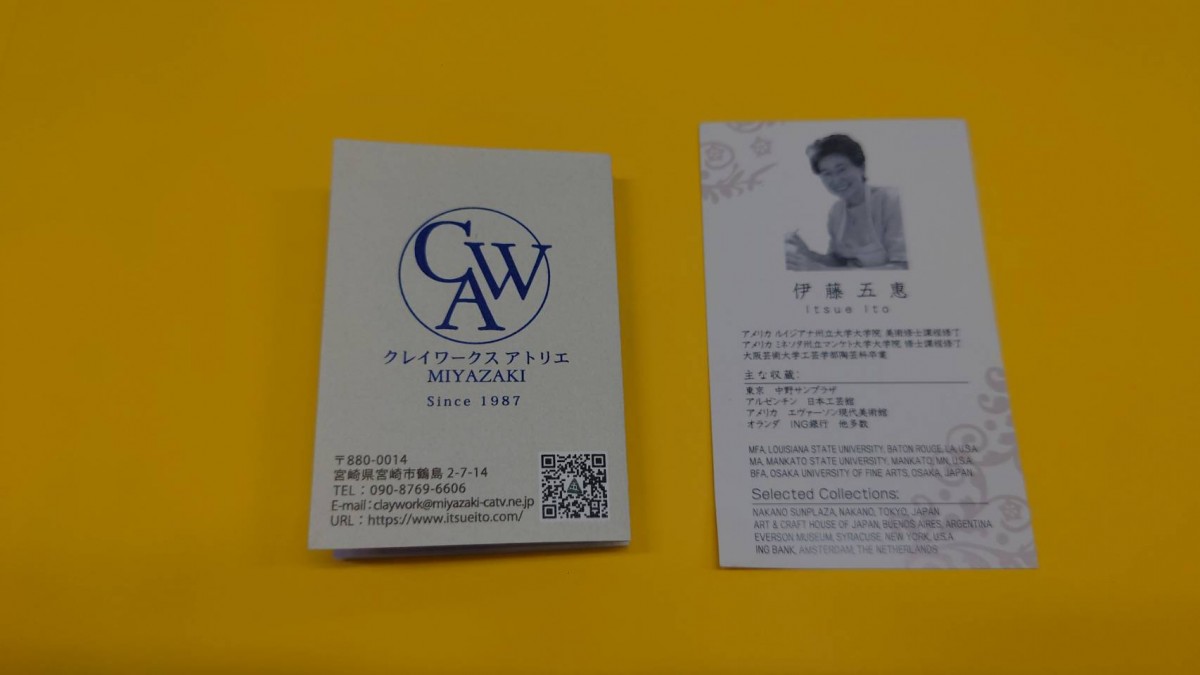 CAW
クレイワークス アトリエ
MIYAZAKI
Since 1987
〒880-0014
宮崎県宮崎市鶴島 2-7-14
TEL : 090-8769-6606
E-mail : claywork@miyazaki-catv.ne.jp
URL : https://www.itsueito.com/
伊藤五恵
Itsue Ito
アメリカ ルイジアナ州立大学大学院 美術修士課程修了
アメリカ ミネソタ州立マンケト大学大学院 修士課程修了
大阪芸術大学工芸学部陶芸科卒業
主な収蔵:
東京 中野サンプラザ
アルゼンチン 日本工芸館
アメリカ エヴァーソン現代美術館
オランダ ING銀行 他多数
MFA, LOUISIANA STATE UNIVERSITY, BATON ROUGE, LA, U.S.A.
MA, MANKATO STATE UNIVERSITY, MANKATO, MN, U.S.A.
BFA, OSAKA UNIVERSITY OF FINE ARTS, OSAKA, JAPAN
Selected Collections:
NAKANO SUNPLAZA, NAKANO, TOKYO, JAPAN
ART & CRAFT HOUSE OF JAPAN, BUENOS AIRES, ARGENTINA
EVERSON MUSEUM, SYRACUSE, NEW YORK, U.S.A
ING BANK, AMSTERDAM, THE NETHERLANDS